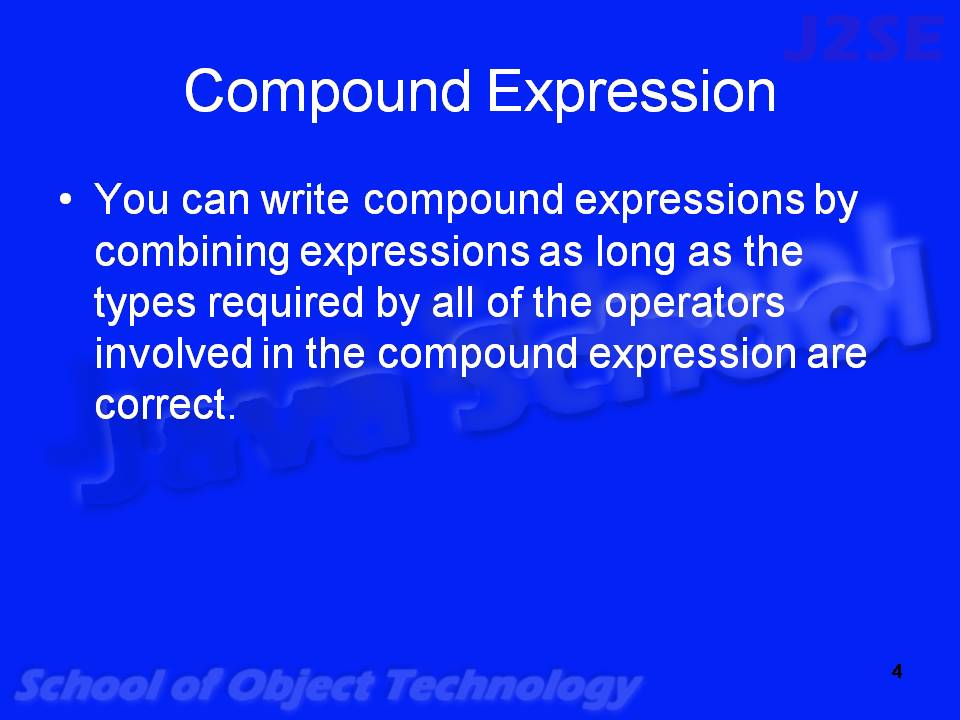 J2SE
Compound Expression
• You can write compound expressions by
combining expressions as long as the
types required by all of the operators
involved in the compound expression are
correct.
Java School
4
School of Object Technology